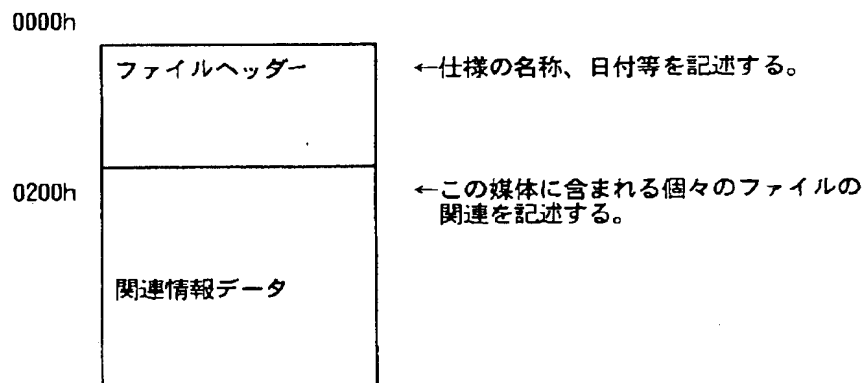 0000h
ファイルヘッダー
←仕様の名称、日付等を記述する。
0200h
←この媒体に含まれる個々のファイルの
関連を記述する。
関連情報データ